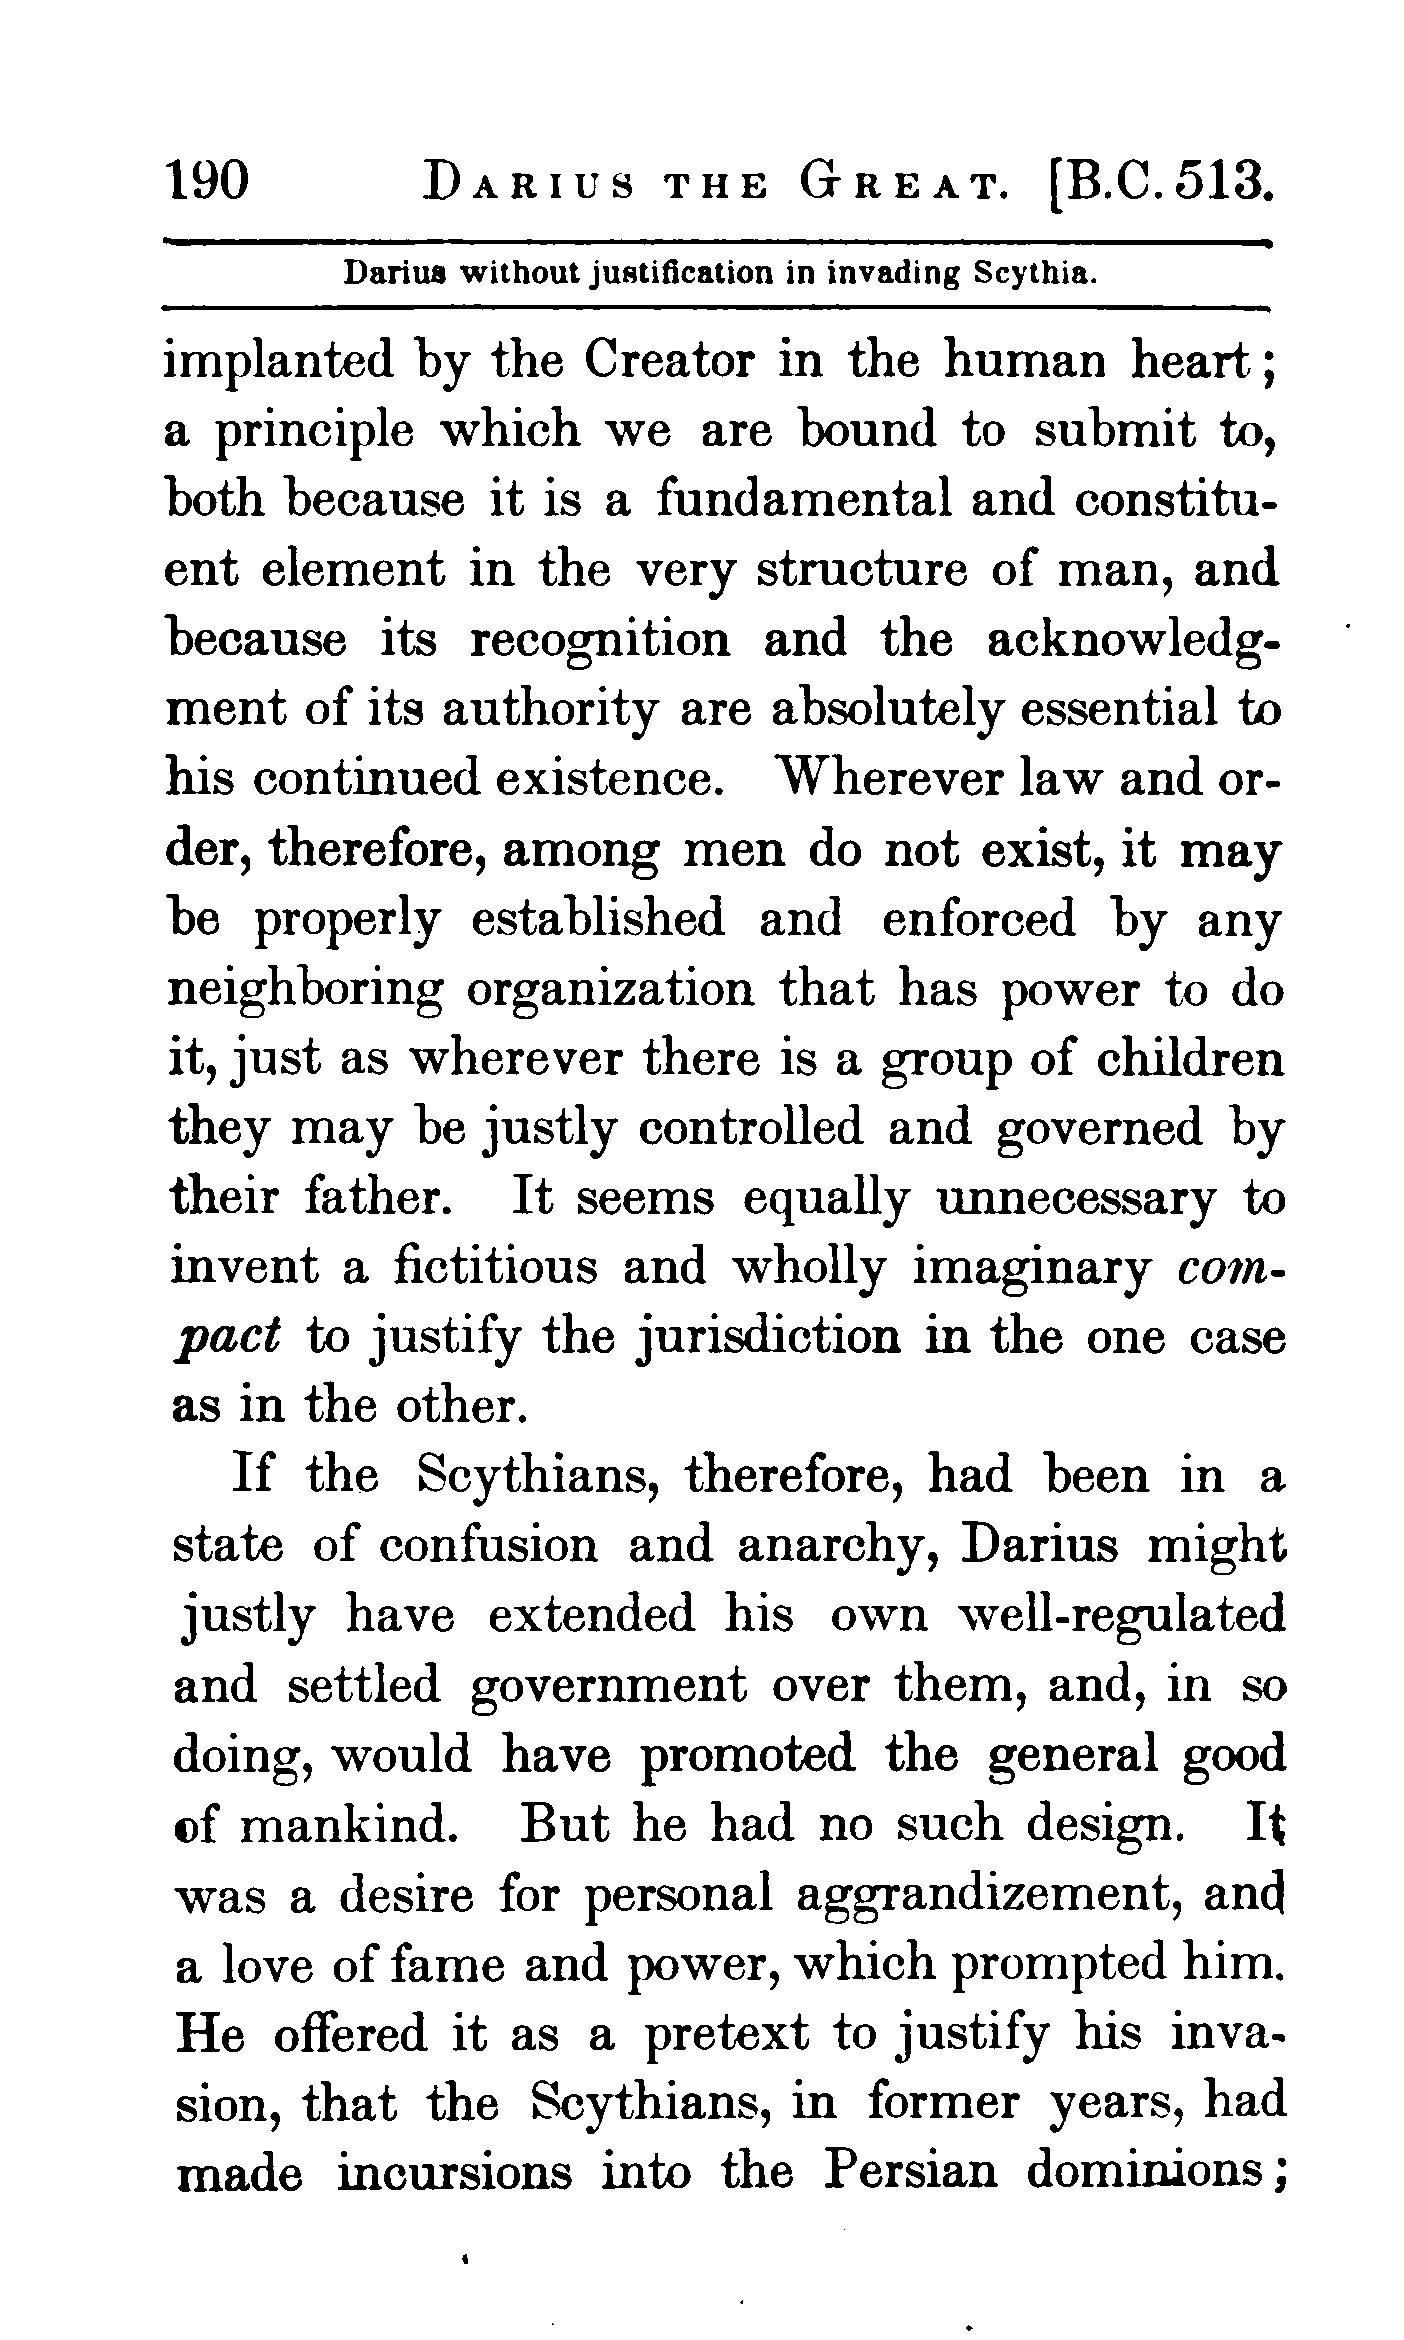 190 Darius the Great. [B.C. 513.
Darius without justification in invading Scythia.
implanted by the Creator in the human heart;
a principle which we are bound to submit to,
both because it is a fundamental and constitu-
ent element in the very structure of man, and
because its recognition and the acknowledg-
ment of its authority are absolutely essential to
his continued existence. Wherever law and or-
der, therefore, among men do not exist, it may
be properly established and enforced by any
neighboring organization that has power to do
it, just as wherever there is a group of children
they may be justly controlled and governed by
their father. It seems equally unnecessary to
invent a fictitious and wholly imaginary com-
pact to justify the jurisdiction in the one case
as in the other.
If the Scythians, therefore, had been in a
state of confusion and anarchy, Darius might
justly have extended his own well-regulated
and settled government over them, and, in so
doing, would have promoted the general good
of mankind. But he had no such design. It
was a desire for personal aggrandizement, and
a love of fame and power, which prompted him.
He offered it as a pretext to justify his inva-
sion, that the Scythians, in former years, had
made incursions into the Persian dominions;